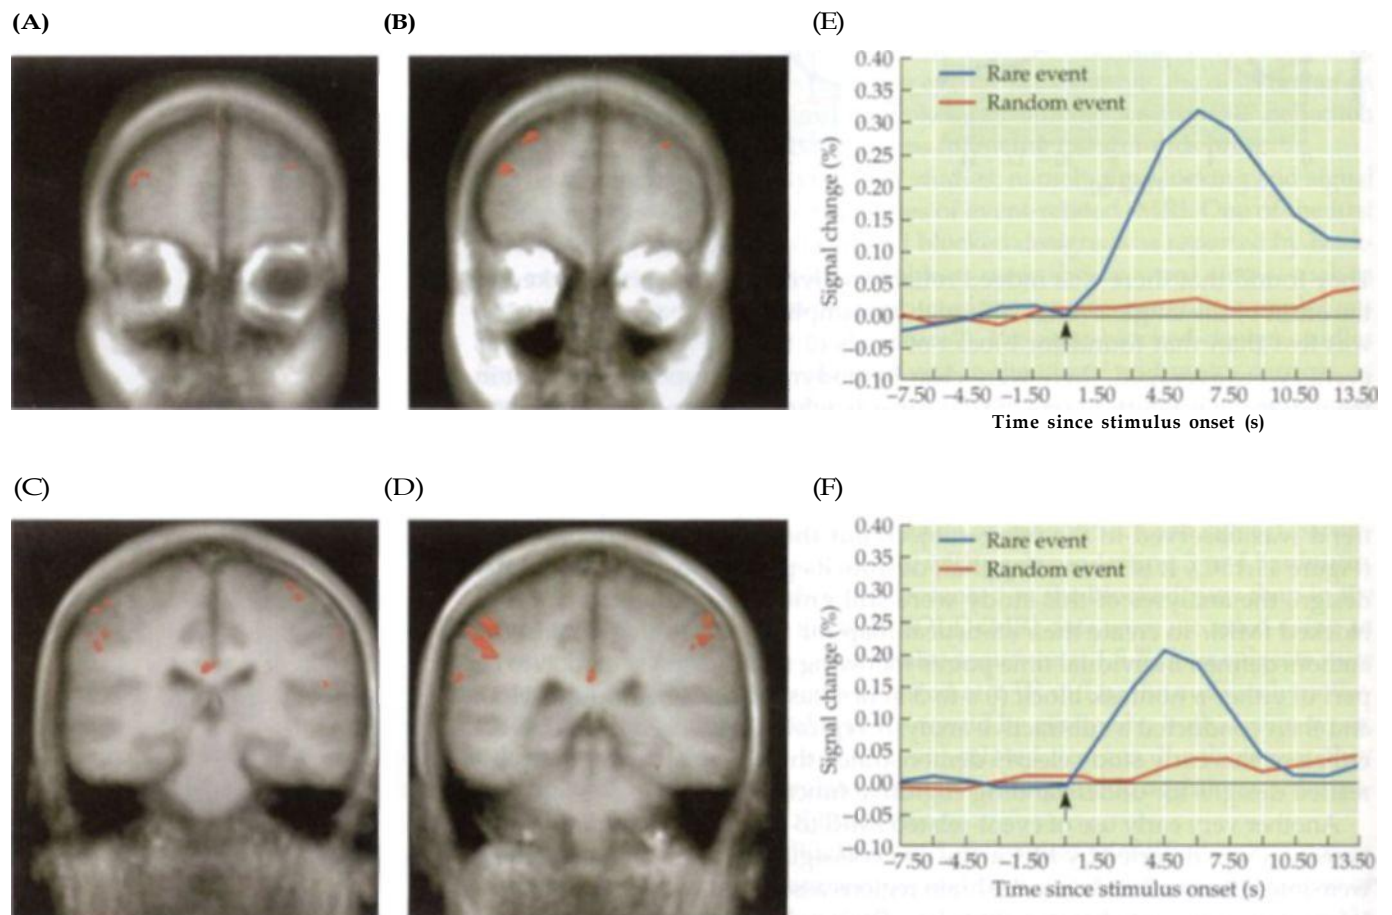 (A)
(B)
(E)
0.40
0.35
0.30
0.25
0.20
0.15
0.10
0.05
0.00
−0.05
−0.10
Signal change (%)
Rare event
Random event
−7.50 −4.50 −1.50 1.50 4.50 7.50 10.50 13.50
Time since stimulus onset (s)
(C)
(D)
(F)
0.40
0.35
0.30
0.25
0.20
0.15
0.10
0.05
0.00
−0.05
−0.10
Signal change (%)
Rare event
Random event
−7.50 −4.50 −1.50 1.50 4.50 7.50 10.50 13.50
Time since stimulus onset (s)